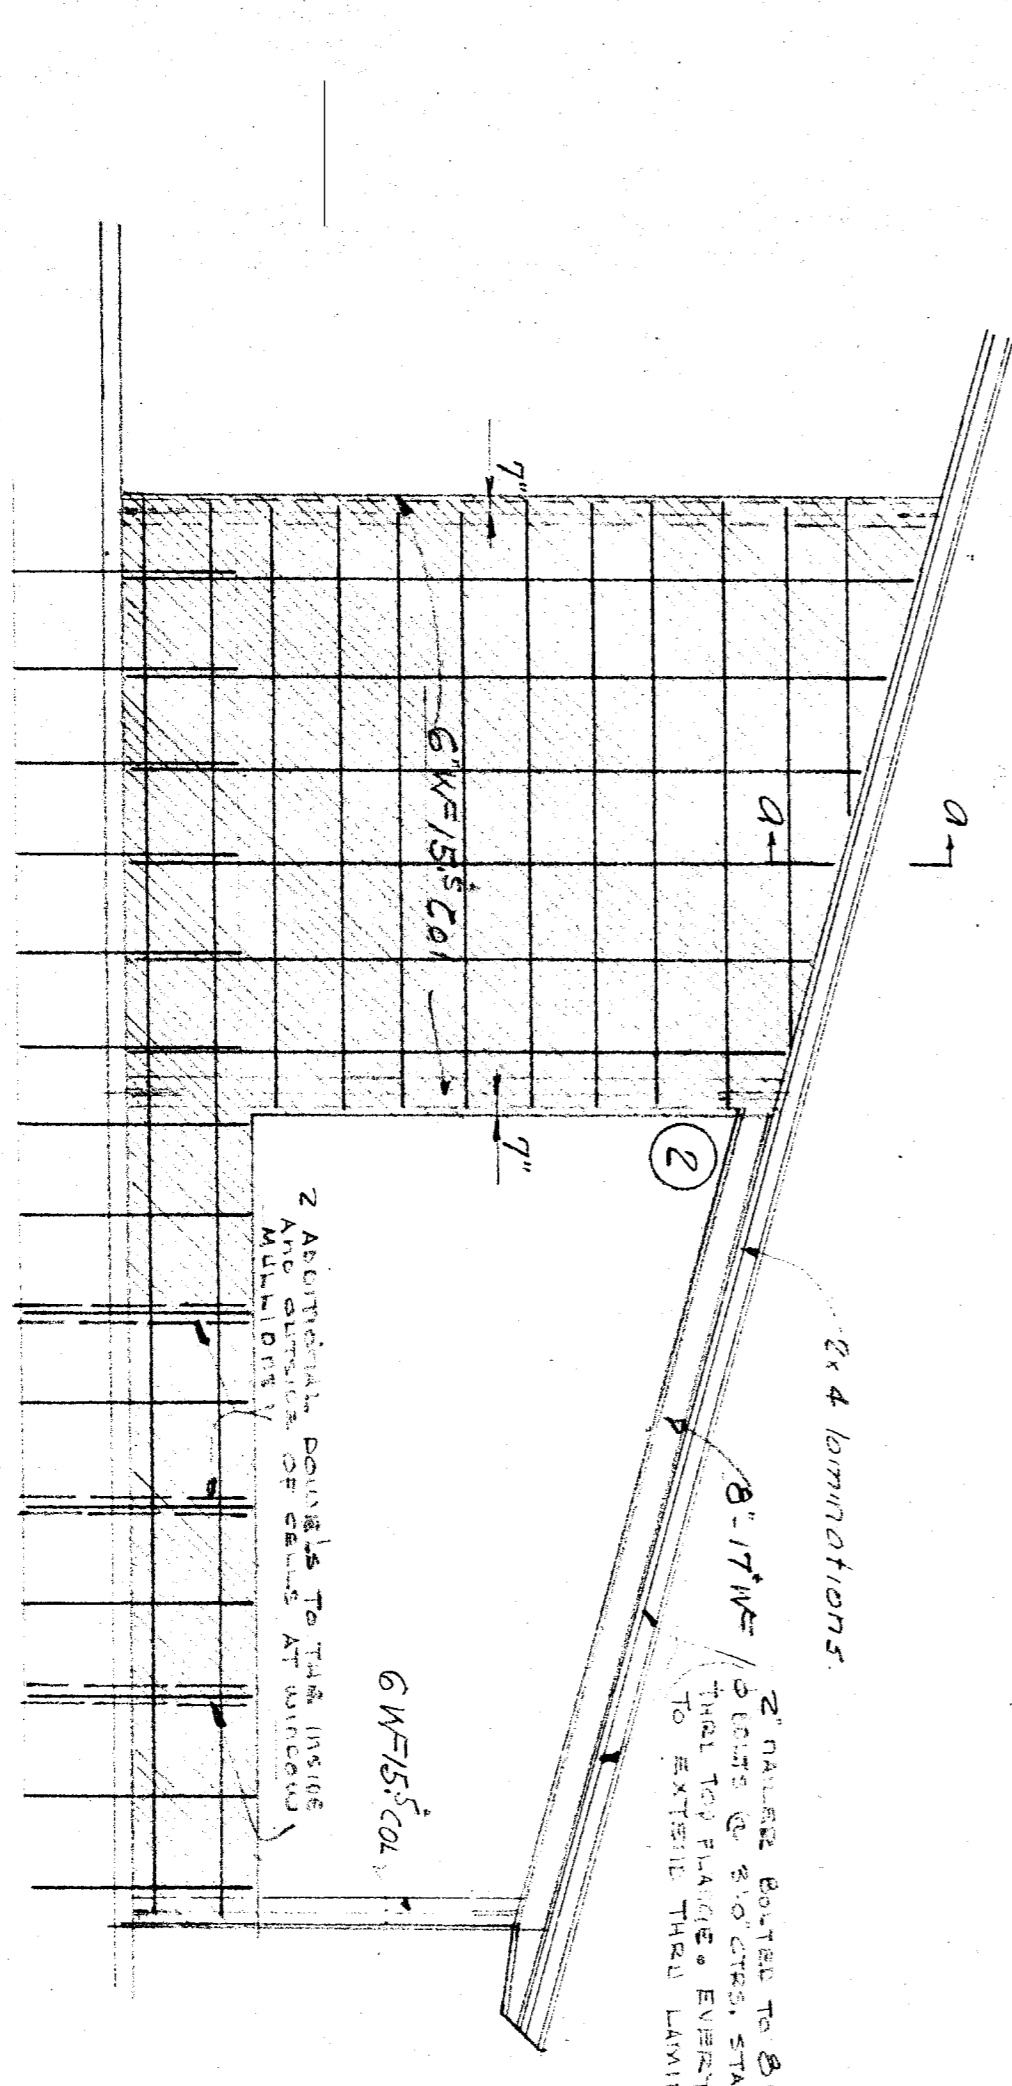 7"
6"WF15.5# Col
a
a
7"
2
2x4 laminations.
8"-17#WF
2" NAILER BOLTED TO 8
BOLTS @ 3'-0" CTRS, STA
THRU TOP FLANGE. EVERY
TO THRU LAMI
2 ADDITIONAL DOWELS TO THE INSIDE
AND OUTSIDE OF CELLS AT WINDOW
MULLIONS
6WF15.5# COL